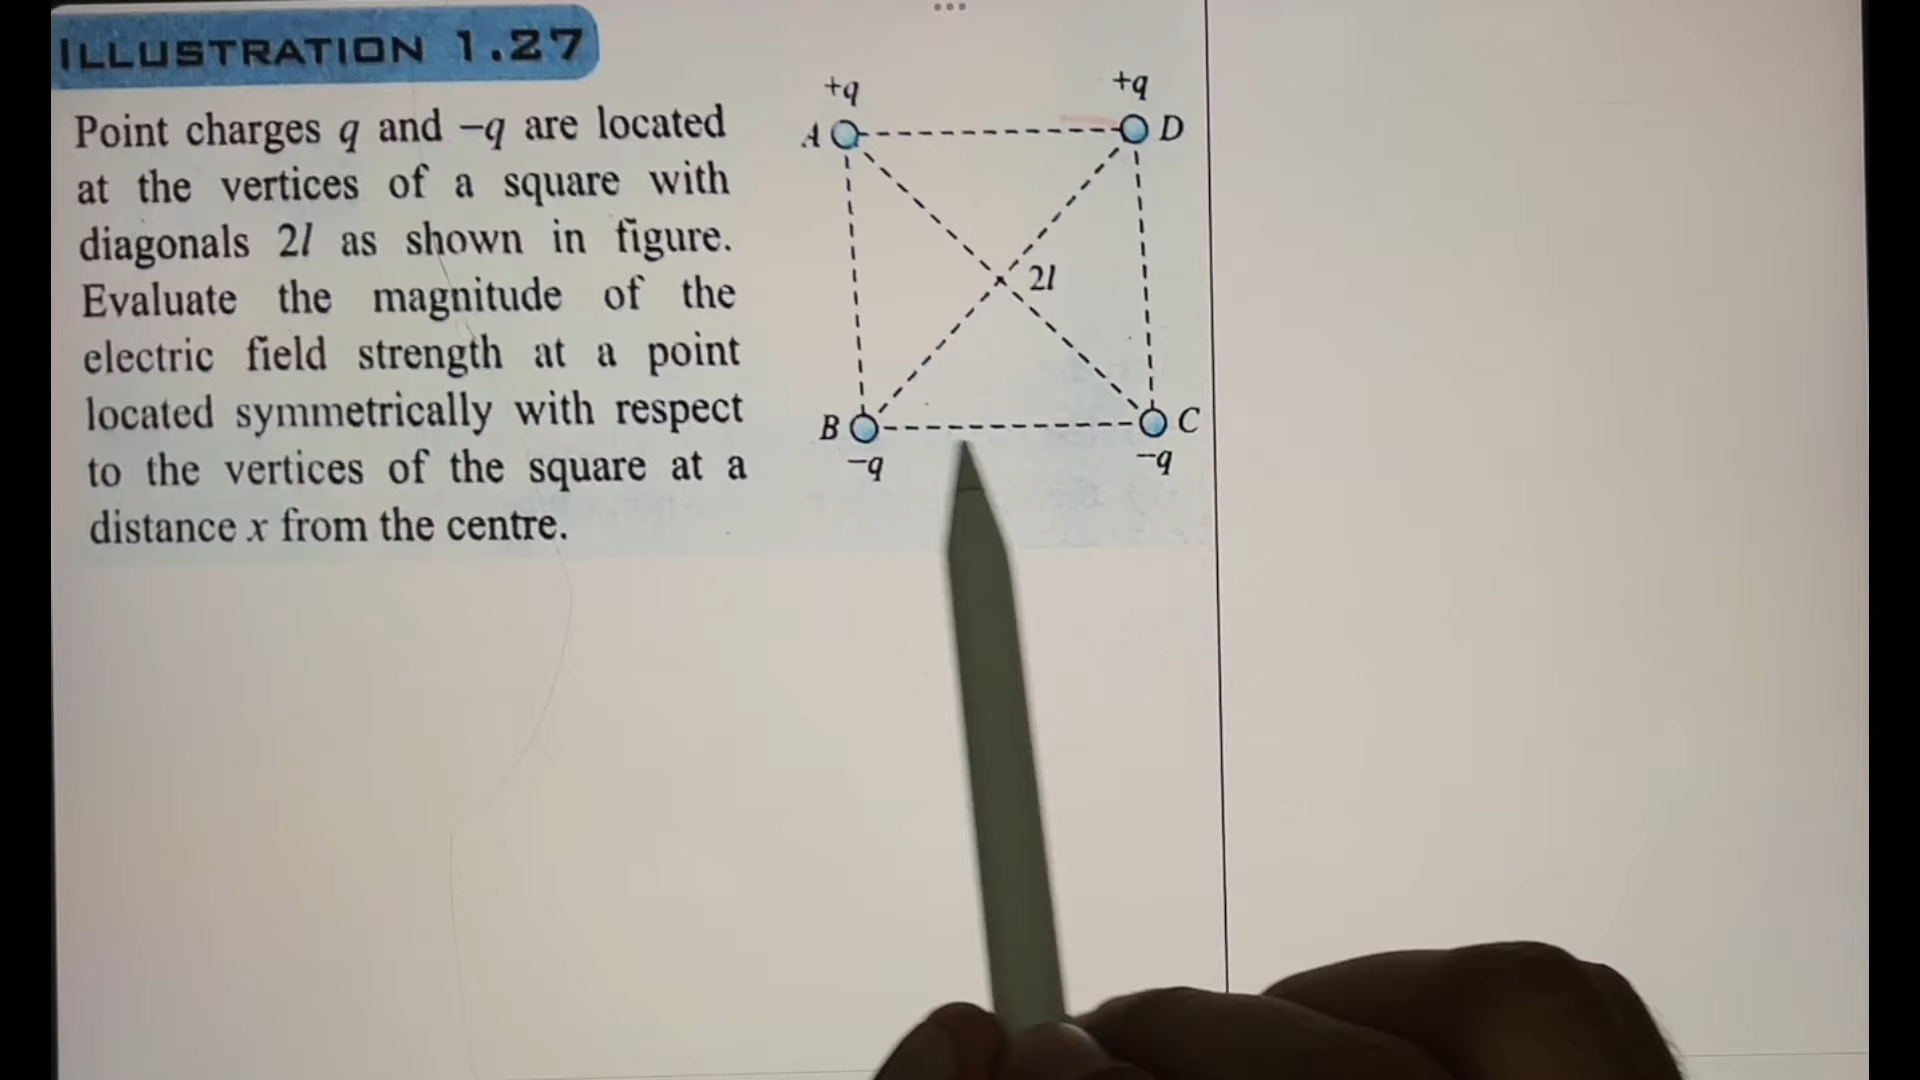 ILLUSTRATION 1.27
Point charges q and −q are located
at the vertices of a square with
diagonals 2l as shown in figure.
Evaluate the magnitude of the
electric field strength at a point
located symmetrically with respect
to the vertices of the square at a
distance x from the centre.
+q +q
A D
2l
B C
−q −q